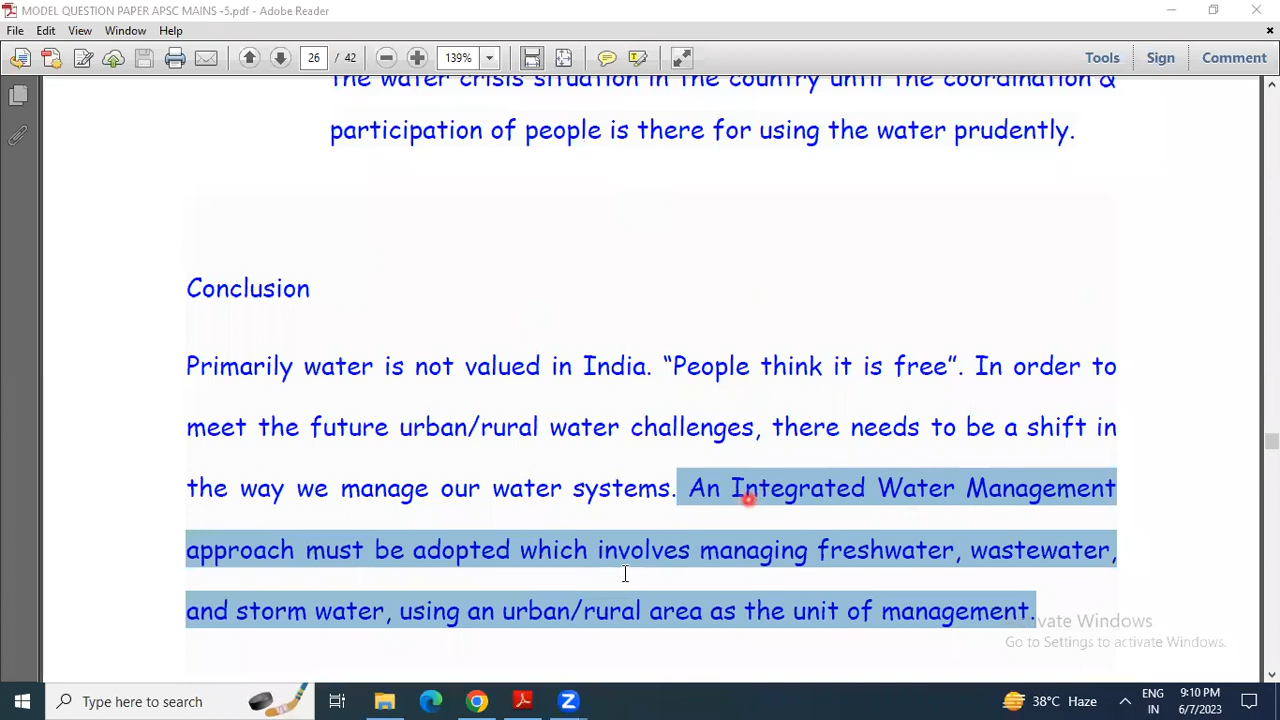 MODEL QUESTION PAPER APSC MAINS -5.pdf - Adobe Reader
File Edit View Window Help
26 / 42 139% Tools Sign Comment
the water crisis situation in the country until the coordination &
participation of people is there for using the water prudently.
Conclusion
Primarily water is not valued in India. “People think it is free”. In order to
meet the future urban/rural water challenges, there needs to be a shift in
the way we manage our water systems. An Integrated Water Management
approach must be adopted which involves managing freshwater, wastewater,
and storm water, using an urban/rural area as the unit of management.
Activate Windows
Go to Settings to activate Windows.
Type here to search
38°C Haze
ENG
IN
9:10 PM
6/7/2023